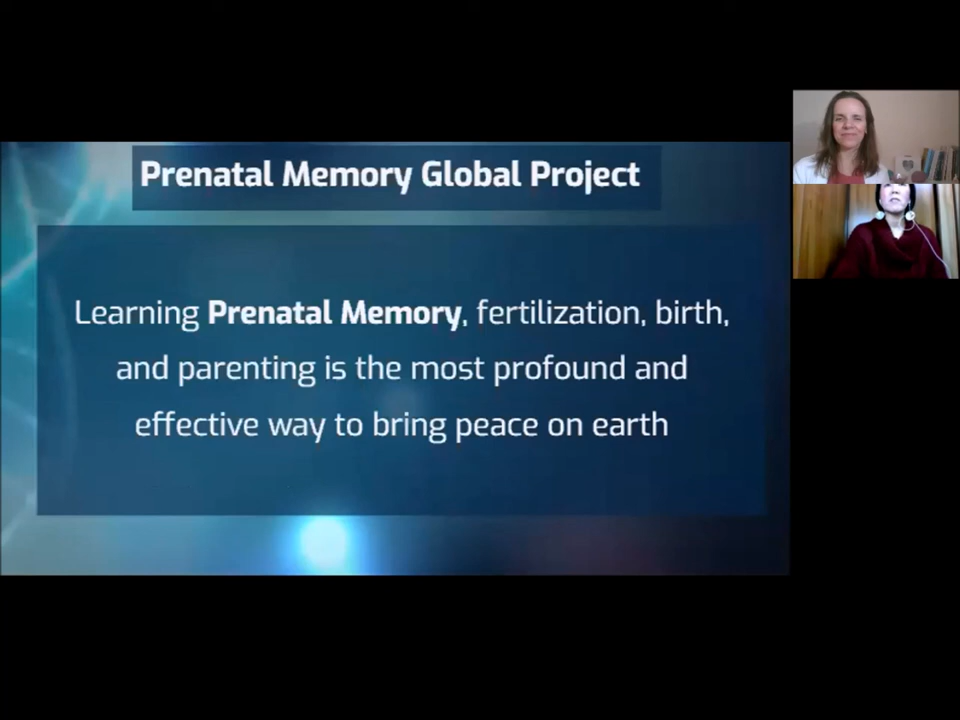 Prenatal Memory Global Project
Learning Prenatal Memory, fertilization, birth,
and parenting is the most profound and
effective way to bring peace on earth